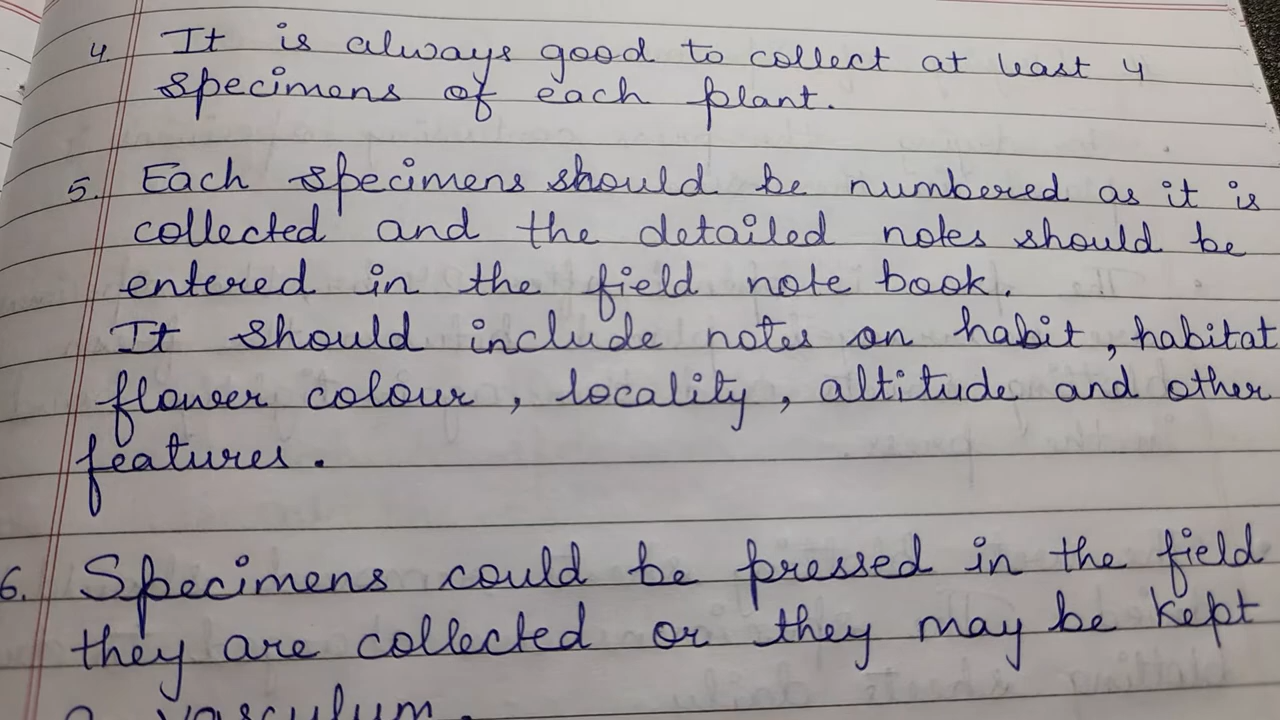 4. It is always good to collect at least 4
specimens of each plant.
5. Each specimens should be numbered as it is
collected and the detailed notes should be
entered in the field note book.
It should include notes on habit, habitat
flower colour, locality, altitude and other
features.
6. Specimens could be pressed in the field
they are collected or they may be kept
a vasculum.